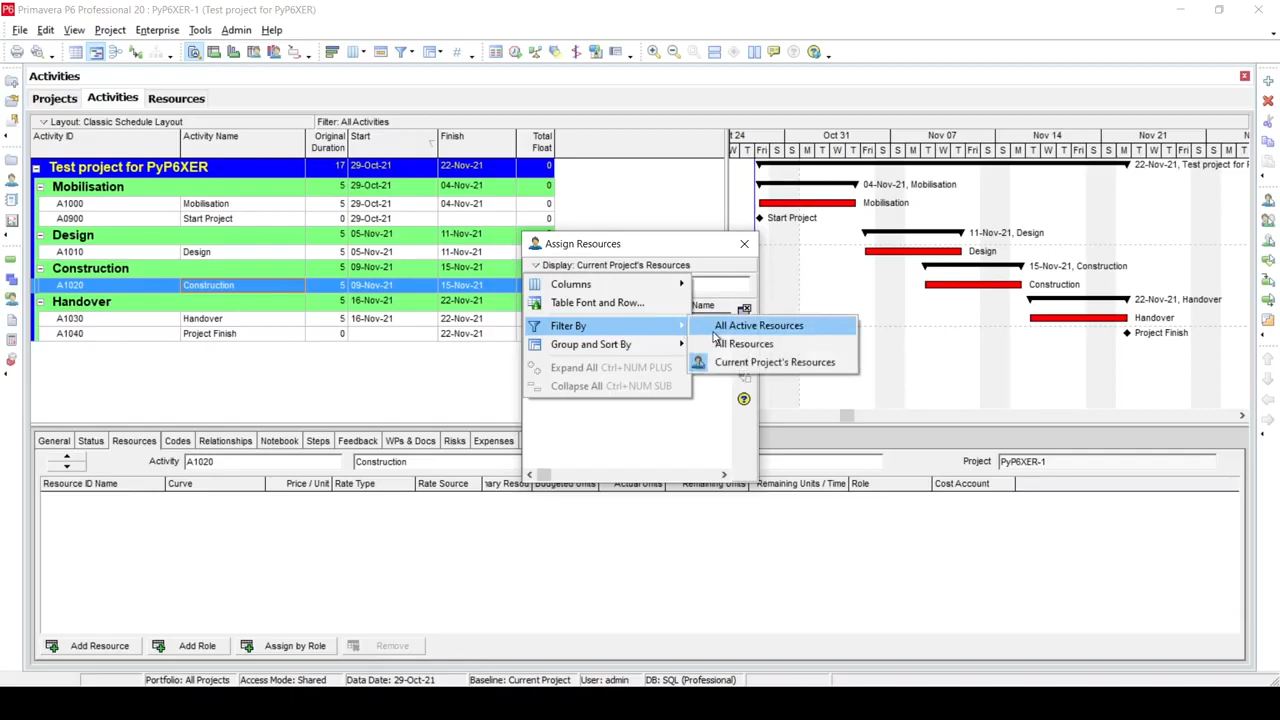 Primavera P6 Professional 20 : PyP6XER-1 (Test project for PyP6XER)
File Edit View Project Enterprise Tools Admin Help
Activities
Projects Activities Resources
Layout: Classic Schedule Layout Filter: All Activities
Activity ID Activity Name Original Duration Start Finish Total Float
t 24 Oct 31 Nov 07 Nov 14 Nov 21 N
W T Fri S S M T W T Fri S S M T W T Fri S S M T W T Fri S S M T W T Fri S S M
Test project for PyP6XER 17 29-Oct-21 22-Nov-21 0 22-Nov-21, Test project for P
Mobilisation 5 29-Oct-21 04-Nov-21 0 04-Nov-21, Mobilisation
A1000 Mobilisation 5 29-Oct-21 04-Nov-21 0 Mobilisation
A0900 Start Project 0 29-Oct-21 0 Start Project
Design 5 05-Nov-21 11-Nov-21 0 11-Nov-21, Design
A1010 Design 5 05-Nov-21 11-Nov-21 Design
Construction 5 09-Nov-21 15-Nov-21 15-Nov-21, Construction
A1020 Construction 5 09-Nov-21 15-Nov-21 Construction
Handover 5 16-Nov-21 22-Nov-21 22-Nov-21, Handover
A1030 Handover 5 16-Nov-21 22-Nov-21 Handover
A1040 Project Finish 0 22-Nov-21 Project Finish
Assign Resources
Display: Current Project's Resources
Columns
Name
Table Font and Row...
Filter By
Group and Sort By
Expand All Ctrl+NUM PLUS
Collapse All Ctrl+NUM SUB
All Active Resources
All Resources
Current Project's Resources
General Status Resources Codes Relationships Notebook Steps Feedback WPs & Docs Risks Expenses
Activity A1020 Construction Project PyP6XER-1
Resource ID Name Curve Price / Unit Rate Type Rate Source Budgeted Units Actual Units Remaining Units Remaining Units / Time Role Cost Account
Add Resource Add Role Assign by Role Remove
Portfolio: All Projects Access Mode: Shared Data Date: 29-Oct-21 Baseline: Current Project User: admin DB: SQL (Professional)